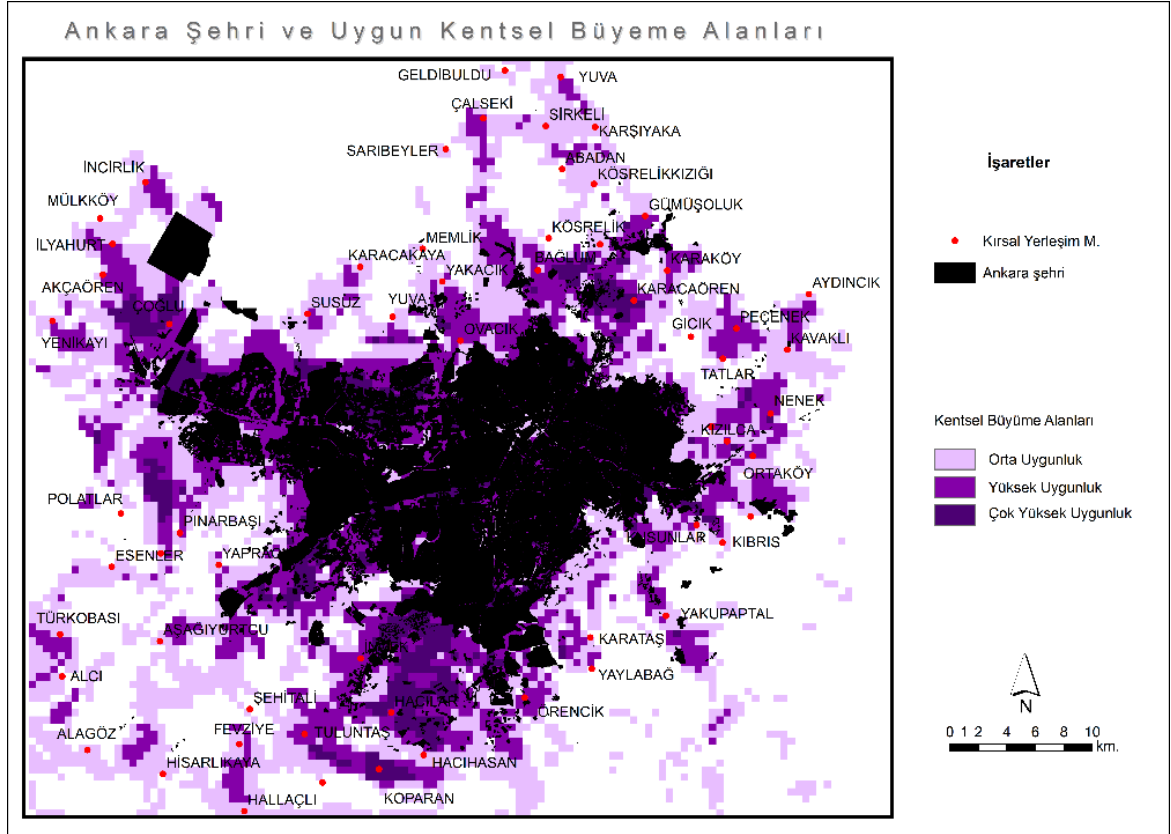 Ankara Şehri ve Uygun Kentsel Büyeme Alanları
GELDİBULDU
YUVA
ÇALSEKİ
SİRKELİ
KARŞIYAKA
SARIBEYLER
ABADAN
İNCİRLİK
KÖSRELİKKIZIĞI
MÜLKKÖY
GÜMÜŞOLUK
İLYAHURT
MEMLİK
KÖSRELİK
KARACAKAYA
BAĞLUM
KARAKÖY
AKÇAÖREN
YAKACIK
AYDINCIK
SUSUZ
YUVA
KARACAÖREN
ÇOĞLU
PEÇENEK
GICIK
YENİKAYI
OVACIK
KAVAKLI
TATLAR
NENEK
KIZILCA
ORTAKÖY
POLATLAR
PINARBAŞI
KIBRIS
ESENLER
TÜRKOBASI
YAKUPAPTAL
AŞAĞIYURTCU
KARATAŞ
ALCI
YAYLABAĞ
ŞEHİTALİ
HACILAR
ÖRENCİK
ALAGÖZ
FEVZİYE
TULUNTAŞ
HİSARLIKAYA
HACIHASAN
HALLAÇLI
KOPARAN
İşaretler
Kırsal Yerleşim M.
Ankara şehri
Kentsel Büyüme Alanları
Orta Uygunluk
Yüksek Uygunluk
Çok Yüksek Uygunluk
N
0 1 2 4 6 8 10
km.